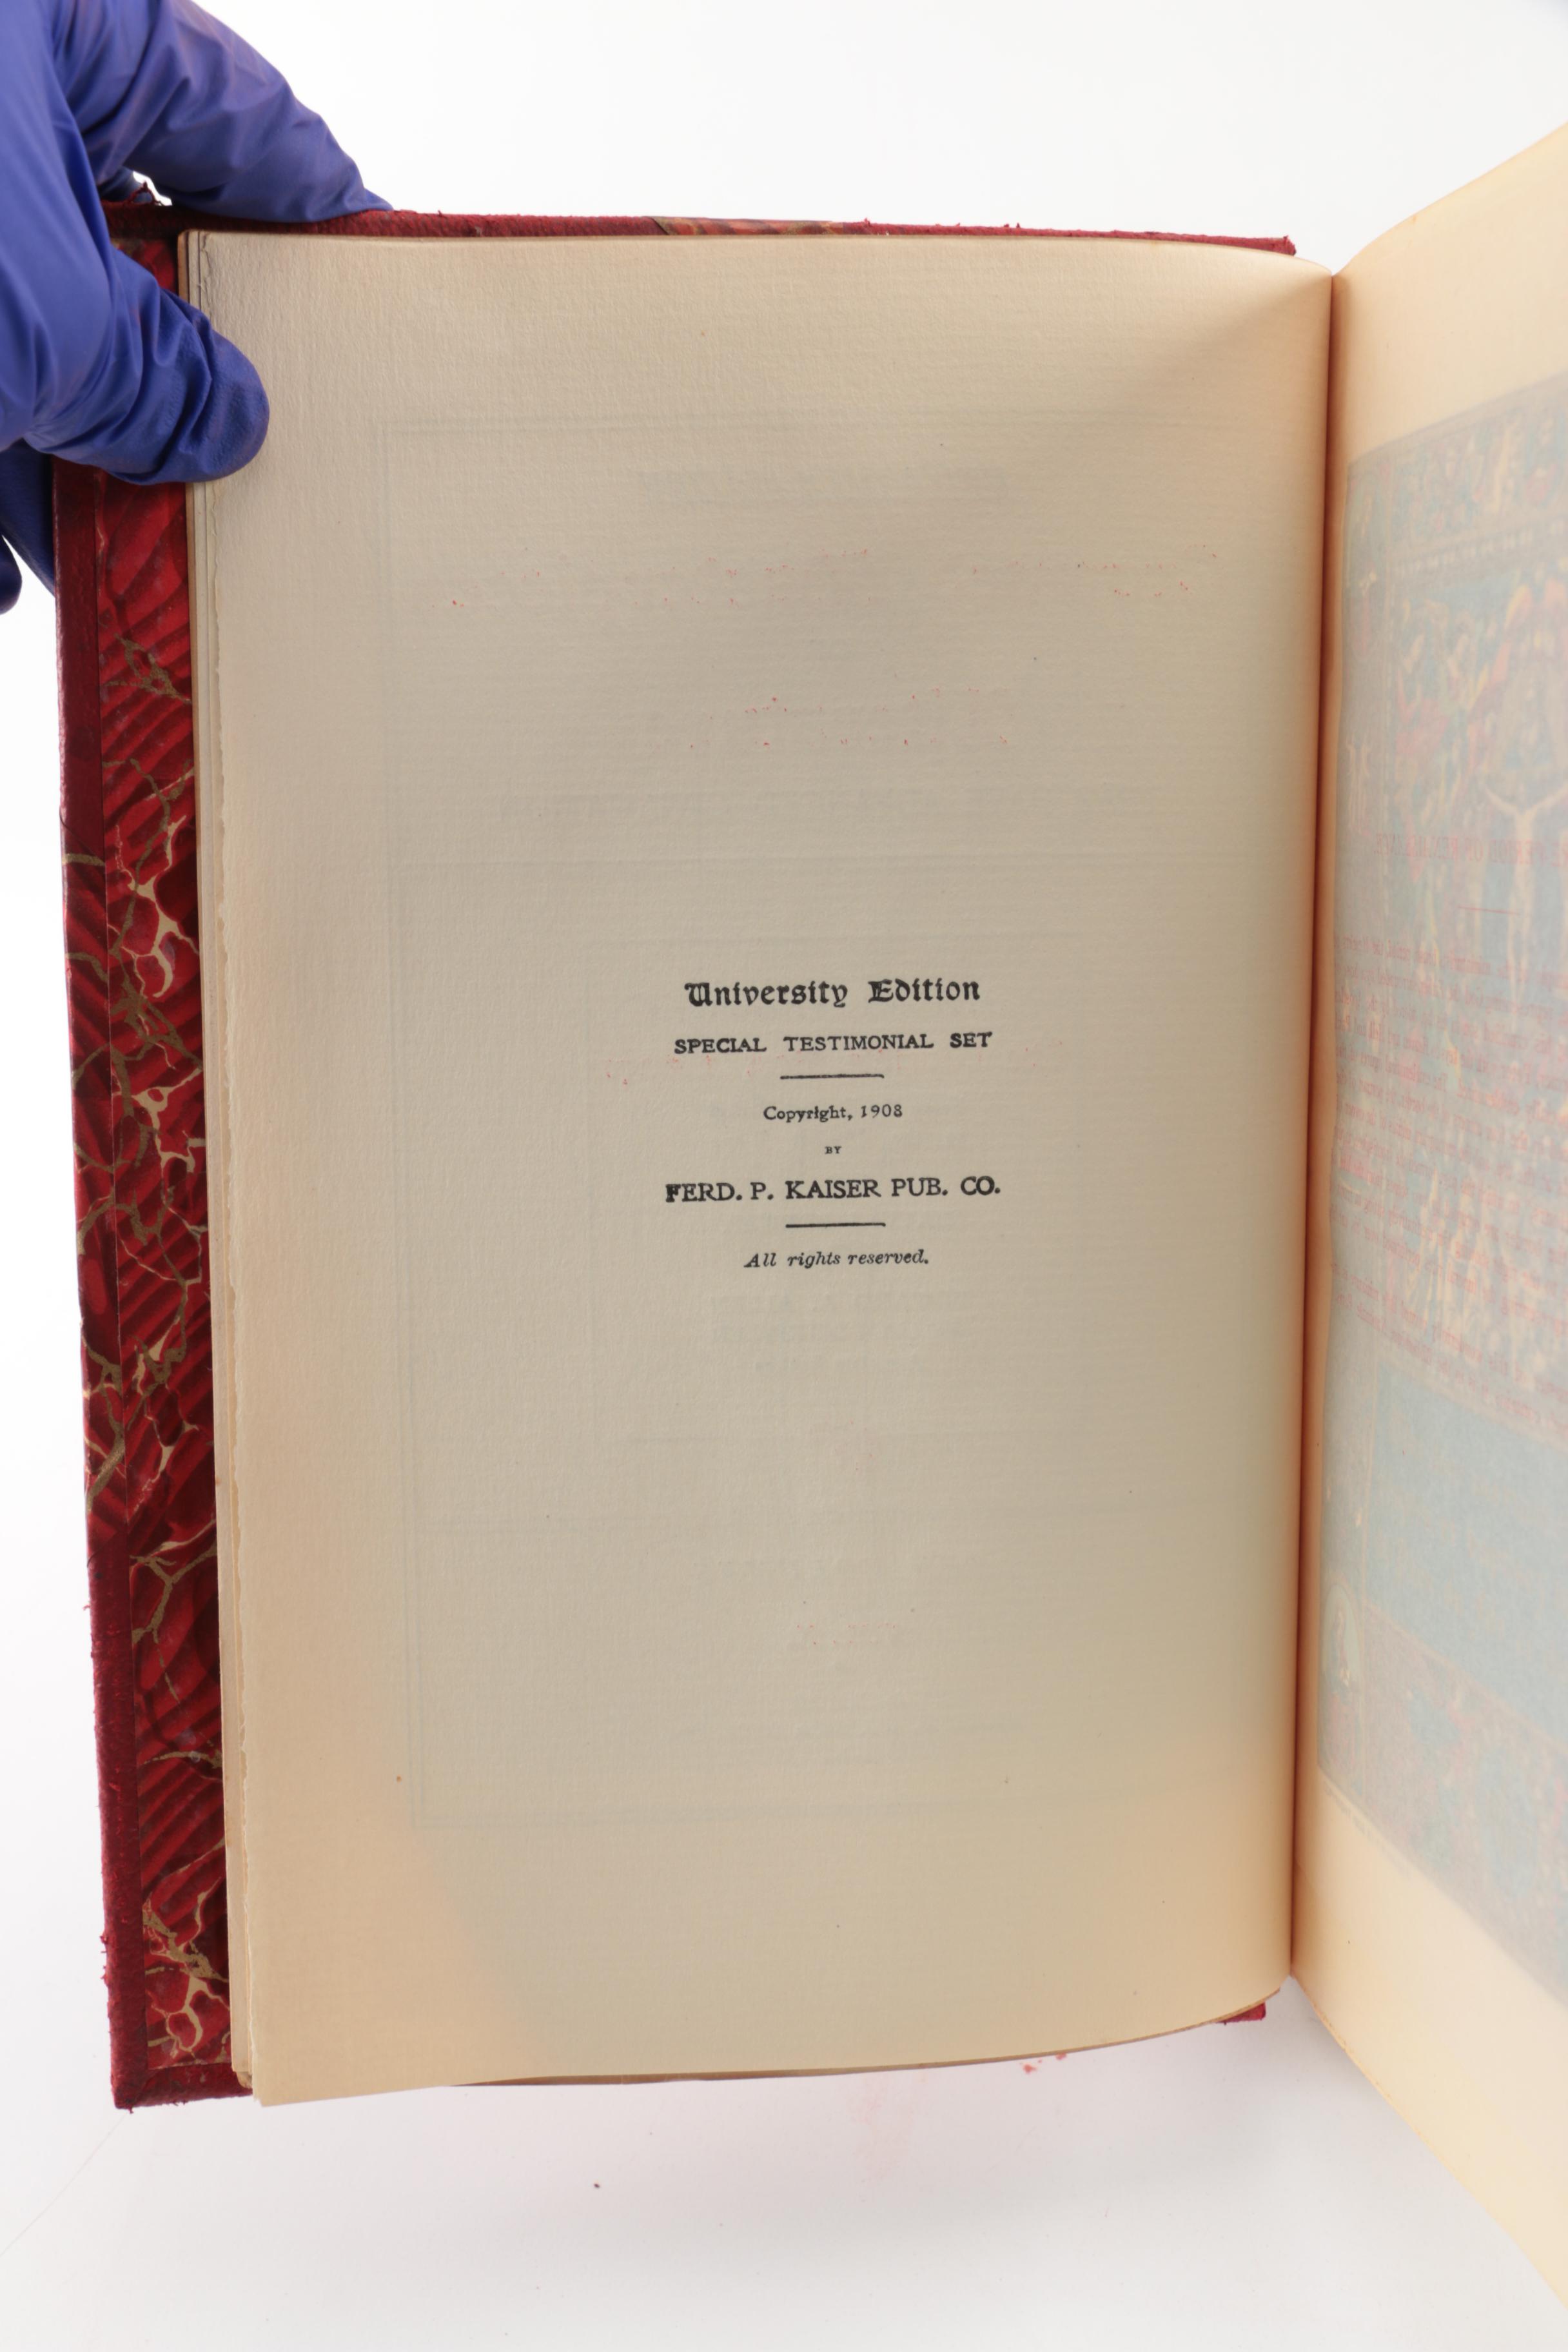 University Edition
SPECIAL TESTIMONIAL SET
Copyright, 1908
BY
FERD. P. KAISER PUB. CO.
All rights reserved.